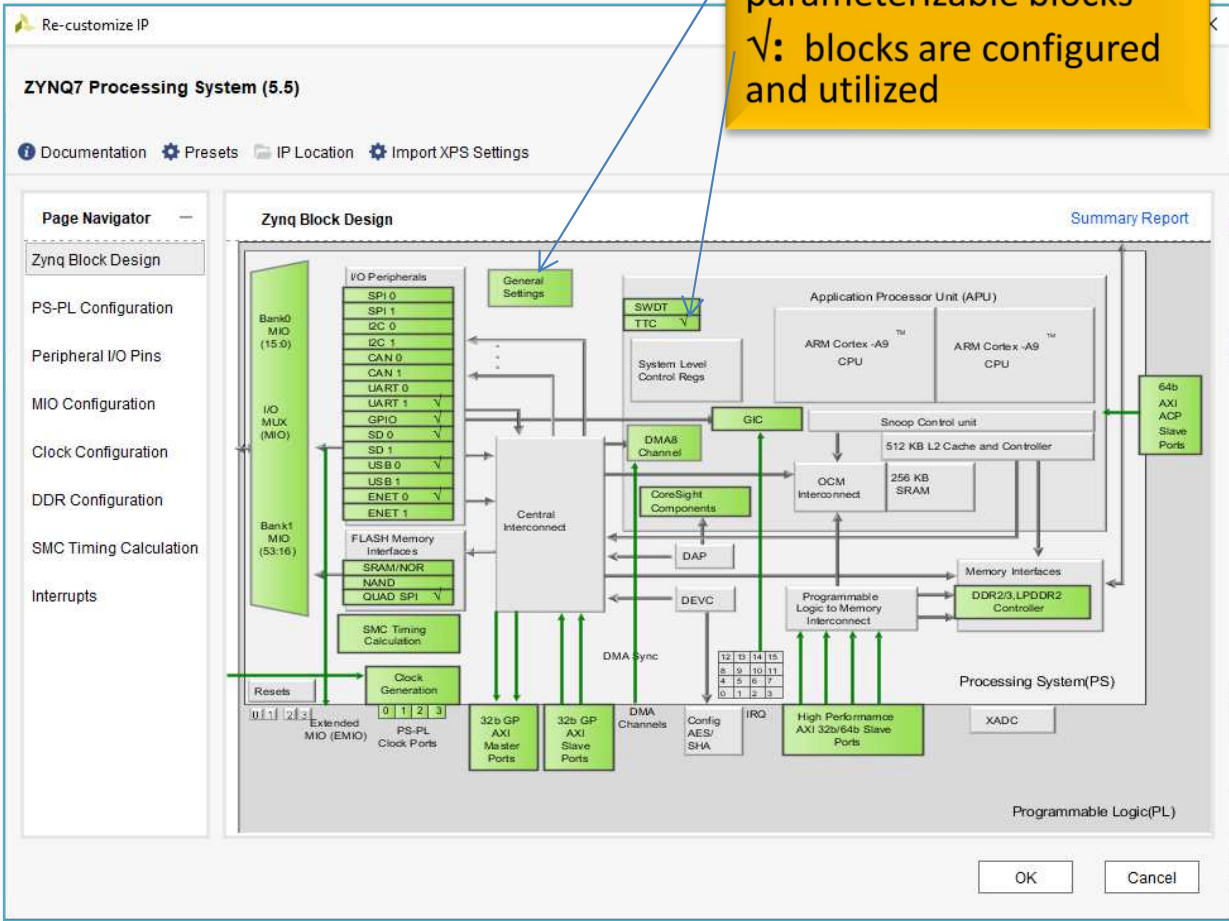 parameterizable blocks
√: blocks are configured
and utilized
Re-customize IP
ZYNQ7 Processing System (5.5)
Documentation Presets IP Location Import XPS Settings
Page Navigator —
Zynq Block Design
PS-PL Configuration
Peripheral I/O Pins
MIO Configuration
Clock Configuration
DDR Configuration
SMC Timing Calculation
Interrupts
Zynq Block Design
Summary Report
Bank0
MIO
(15:0)
I/O
MUX
(MIO)
Bank1
MIO
(53:16)
I/O Peripherals
SPI 0
SPI 1
I2C 0
I2C 1
CAN 0
CAN 1
UART 0
UART 1 √
GPIO √
SD 0 √
SD 1
USB 0 √
USB 1
ENET 0 √
ENET 1
FLASH Memory
Interfaces
SRAM/NOR
NAND
QUAD SPI √
SMC Timing
Calculation
General
Settings
SWDT
TTC √
System Level
Control Regs
Application Processor Unit (APU)
ARM Cortex -A9 TM
CPU
ARM Cortex -A9 TM
CPU
GIC
Snoop Control unit
512 KB L2 Cache and Controller
DMA8
Channel
OCM
Interconnect
256 KB
SRAM
CoreSight
Components
Central
Interconnect
DAP
DEVC
Programmable
Logic to Memory
Interconnect
Memory Interfaces
DDR2/3,LPDDR2
Controller
64b
AXI
ACP
Slave
Ports
DMA Sync
12 13 14 15
8 9 10 11
4 5 6 7
0 1 2 3
Processing System(PS)
Resets
0 1 2 3
Clock
Generation
0 1 2 3
Extended
MIO (EMIO)
PS-PL
Clock Ports
32b GP
AXI
Master
Ports
32b GP
AXI
Slave
Ports
DMA
Channels
Config
AES/
SHA
IRQ
High Performamce
AXI 32b/64b Slave
Ports
XADC
Programmable Logic(PL)
OK
Cancel